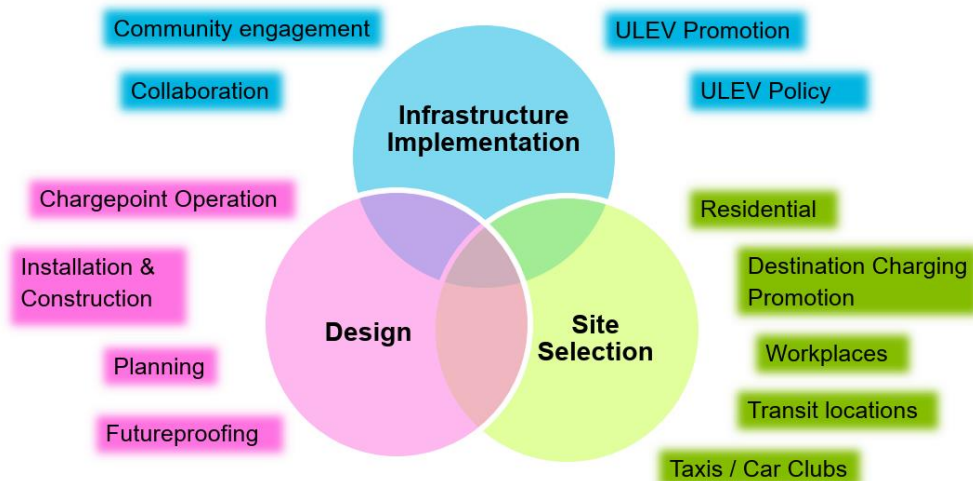 Community engagement
Collaboration
ULEV Promotion
ULEV Policy
Infrastructure
Implementation
Chargepoint Operation
Installation &
Construction
Planning
Futureproofing
Design
Site
Selection
Residential
Destination Charging
Promotion
Workplaces
Transit locations
Taxis / Car Clubs